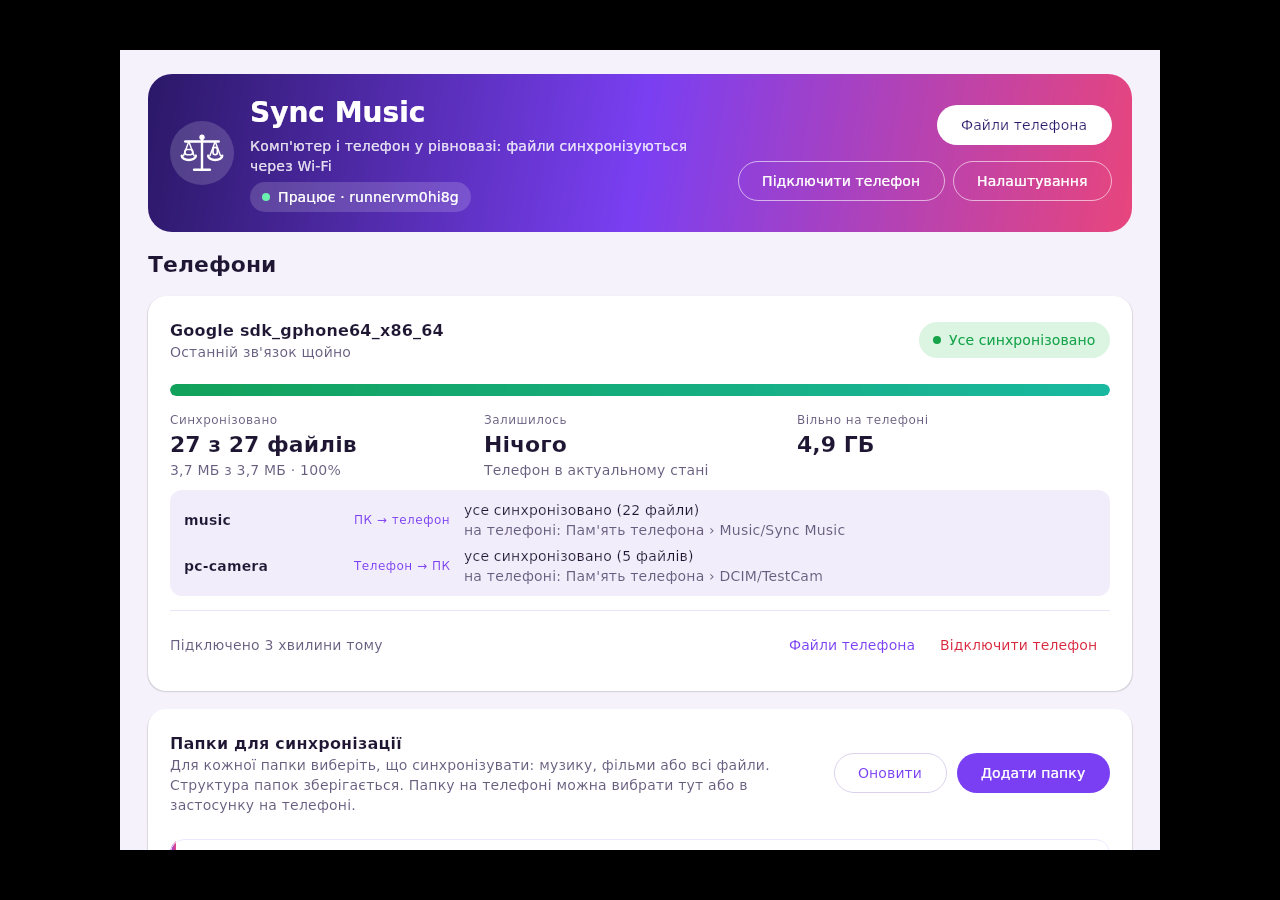 Sync Music
Комп'ютер і телефон у рівновазі: файли синхронізуються
через Wi-Fi
Працює · runnervm0hi8g
Файли телефона
Підключити телефон
Налаштування
Телефони
Google sdk_gphone64_x86_64
Останній зв'язок щойно
Усе синхронізовано
Синхронізовано
27 з 27 файлів
3,7 МБ з 3,7 МБ · 100%
Залишилось
Нічого
Телефон в актуальному стані
Вільно на телефоні
4,9 ГБ
music
ПК → телефон
усе синхронізовано (22 файли)
на телефоні: Пам'ять телефона › Music/Sync Music
pc-camera
Телефон → ПК
усе синхронізовано (5 файлів)
на телефоні: Пам'ять телефона › DCIM/TestCam
Підключено 3 хвилини тому
Файли телефона
Відключити телефон
Папки для синхронізації
Для кожної папки виберіть, що синхронізувати: музику, фільми або всі файли.
Структура папок зберігається. Папку на телефоні можна вибрати тут або в
застосунку на телефоні.
Оновити
Додати папку